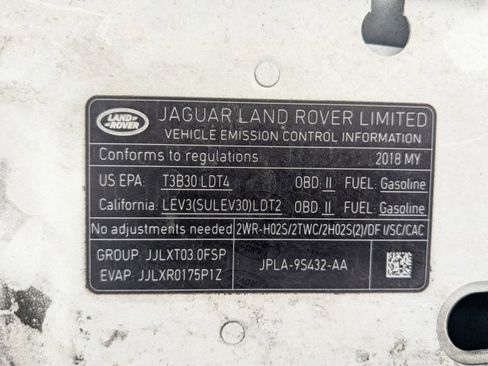 LAND ROVER
JAGUAR LAND ROVER LIMITED
VEHICLE EMISSION CONTROL INFORMATION
Conforms to regulations: 2018 MY
US EPA: T3B30 LDT4 OBD: II FUEL: Gasoline
California: LEV3(SULEV30)LDT2 OBD: II FUEL: Gasoline
No adjustments needed 2WR-HO2S/2TWC/2HO2S(2)/DF I/SC/CAC
GROUP: JJLXT03.0FSP
EVAP: JJLXR0175P1Z
JPLA-9S432-AA